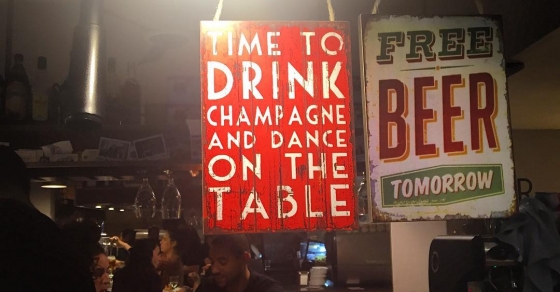 TIME TO
DRINK
CHAMPAGNE
AND DANCE
ON THE
TABLE
FREE
BEER
TOMORROW